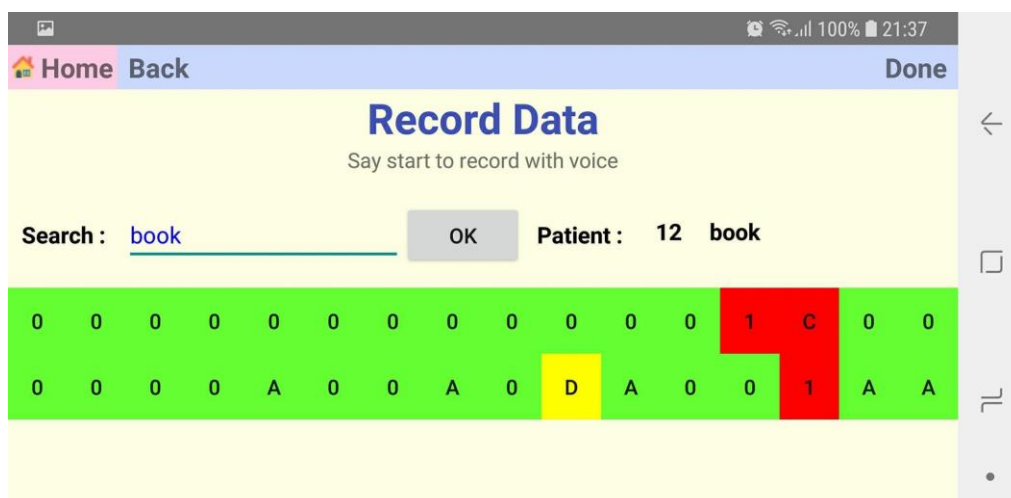 100% 21:37
Home Back Done
Record Data
Say start to record with voice
Search : book OK Patient : 12 book
0 0 0 0 0 0 0 0 0 0 0 0 1 C 0 0
0 0 0 0 A 0 0 A 0 D A 0 0 1 A A